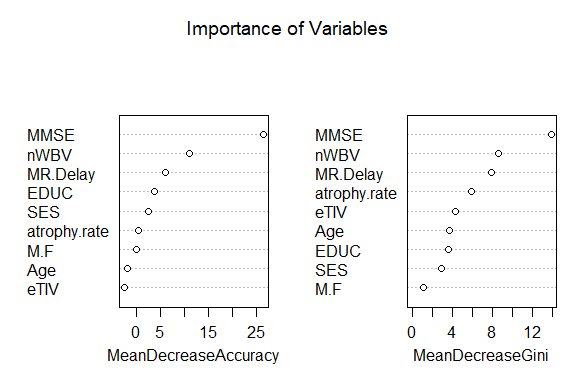 Importance of Variables
MMSE
nWBV
MR.Delay
EDUC
SES
atrophy.rate
M.F
Age
eTIV
0 5 15 25
MeanDecreaseAccuracy
MMSE
nWBV
MR.Delay
atrophy.rate
eTIV
Age
EDUC
SES
M.F
0 4 8 12
MeanDecreaseGini